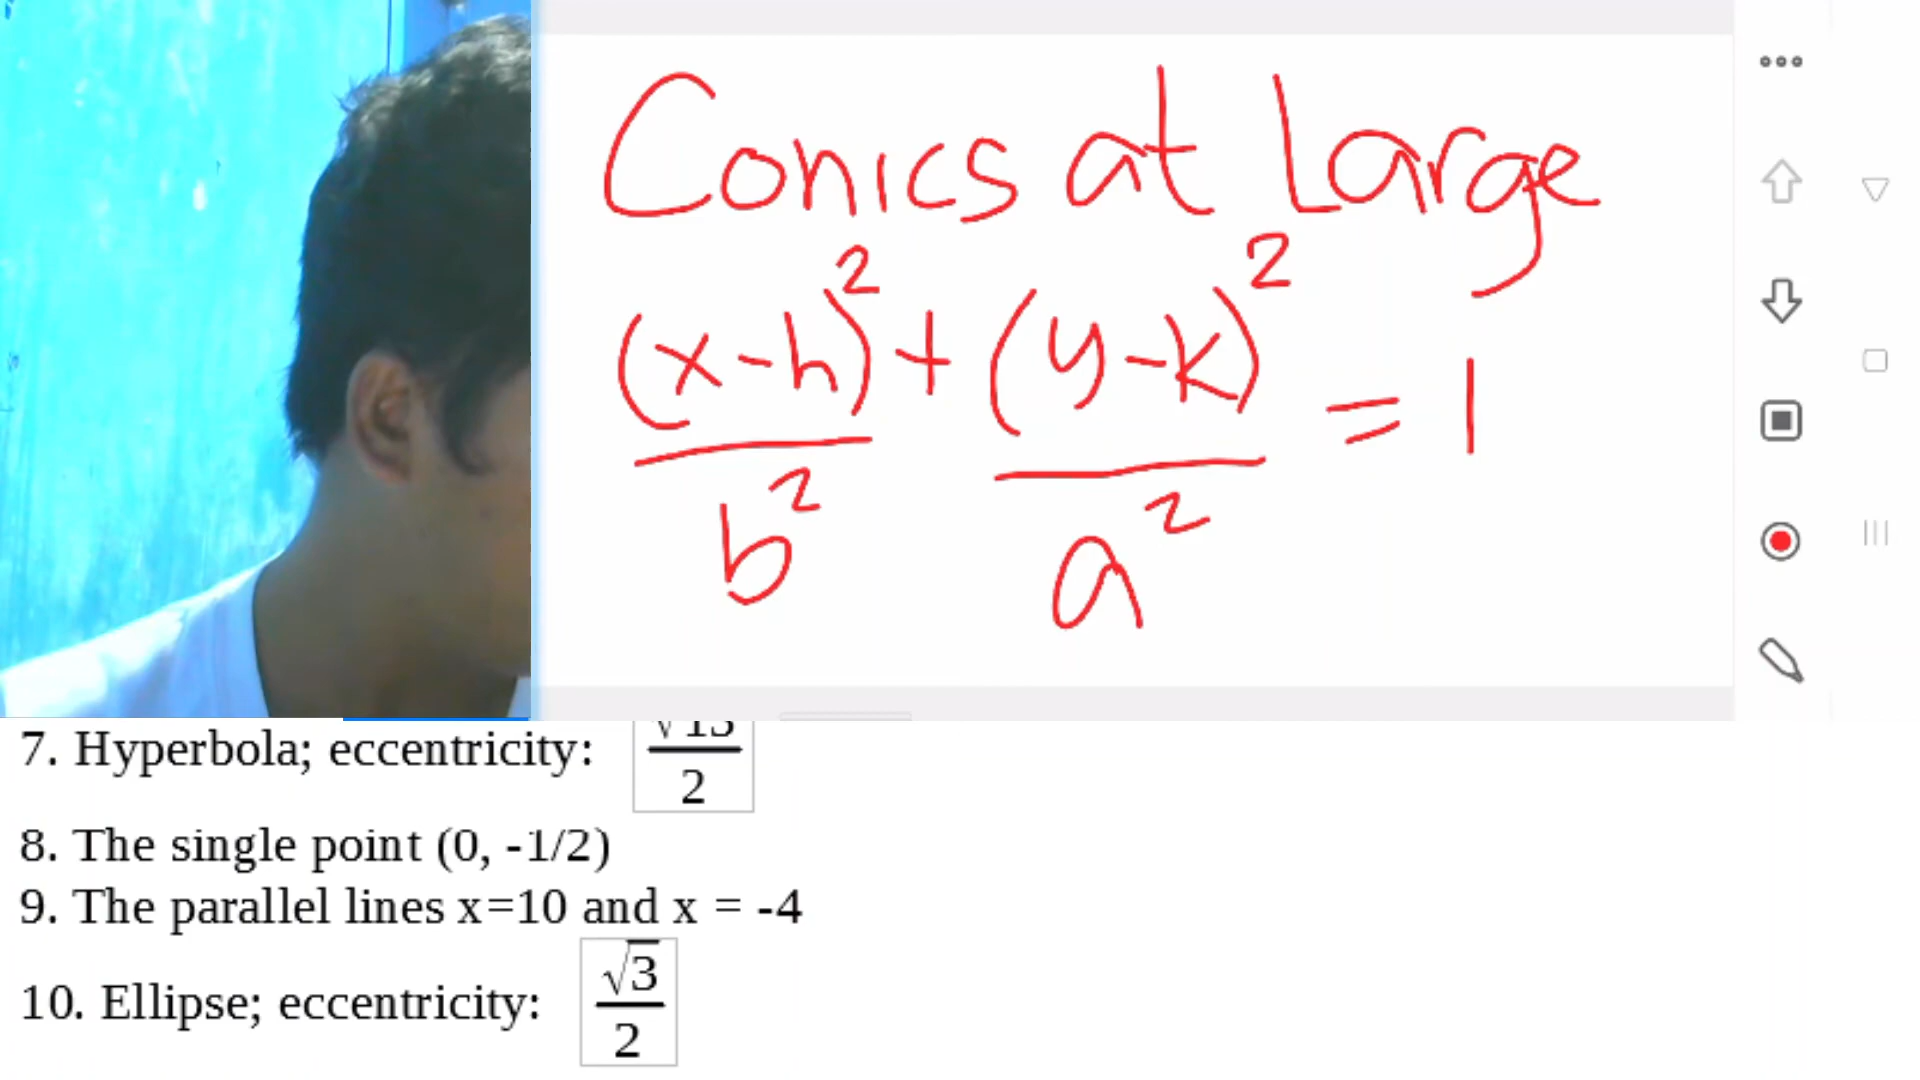 Conics at Large
(x-h)² + (y-k)² = 1
b² a²
7. Hyperbola; eccentricity: √13/2
8. The single point (0, -1/2)
9. The parallel lines x=10 and x = -4
10. Ellipse; eccentricity: √3/2